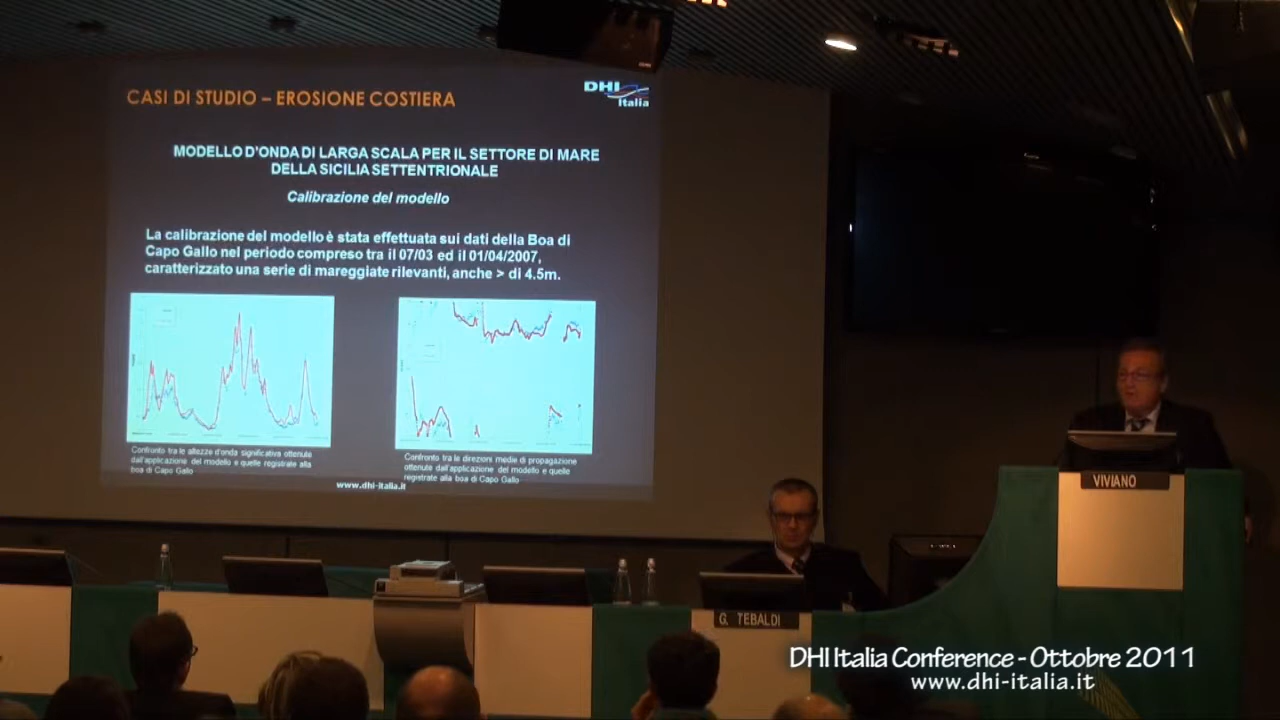 CASI DI STUDIO – EROSIONE COSTIERA
DHI
Italia
MODELLO D'ONDA DI LARGA SCALA PER IL SETTORE DI MARE
DELLA SICILIA SETTENTRIONALE
Calibrazione del modello
La calibrazione del modello è stata effettuata sui dati della Boa di
Capo Gallo nel periodo compreso tra il 07/03 ed il 01/04/2007,
caratterizzato una serie di mareggiate rilevanti, anche > di 4.5m.
Confronto tra le altezze d'onda significativa ottenute
dall'applicazione del modello e quelle registrate alla
boa di Capo Gallo
Confronto tra le direzioni medie di propagazione
ottenute dall'applicazione del modello e quelle
registrate alla boa di Capo Gallo
www.dhi-italia.it
VIVIANO
G. TEBALDI
DHI Italia Conference - Ottobre 2011
www.dhi-italia.it